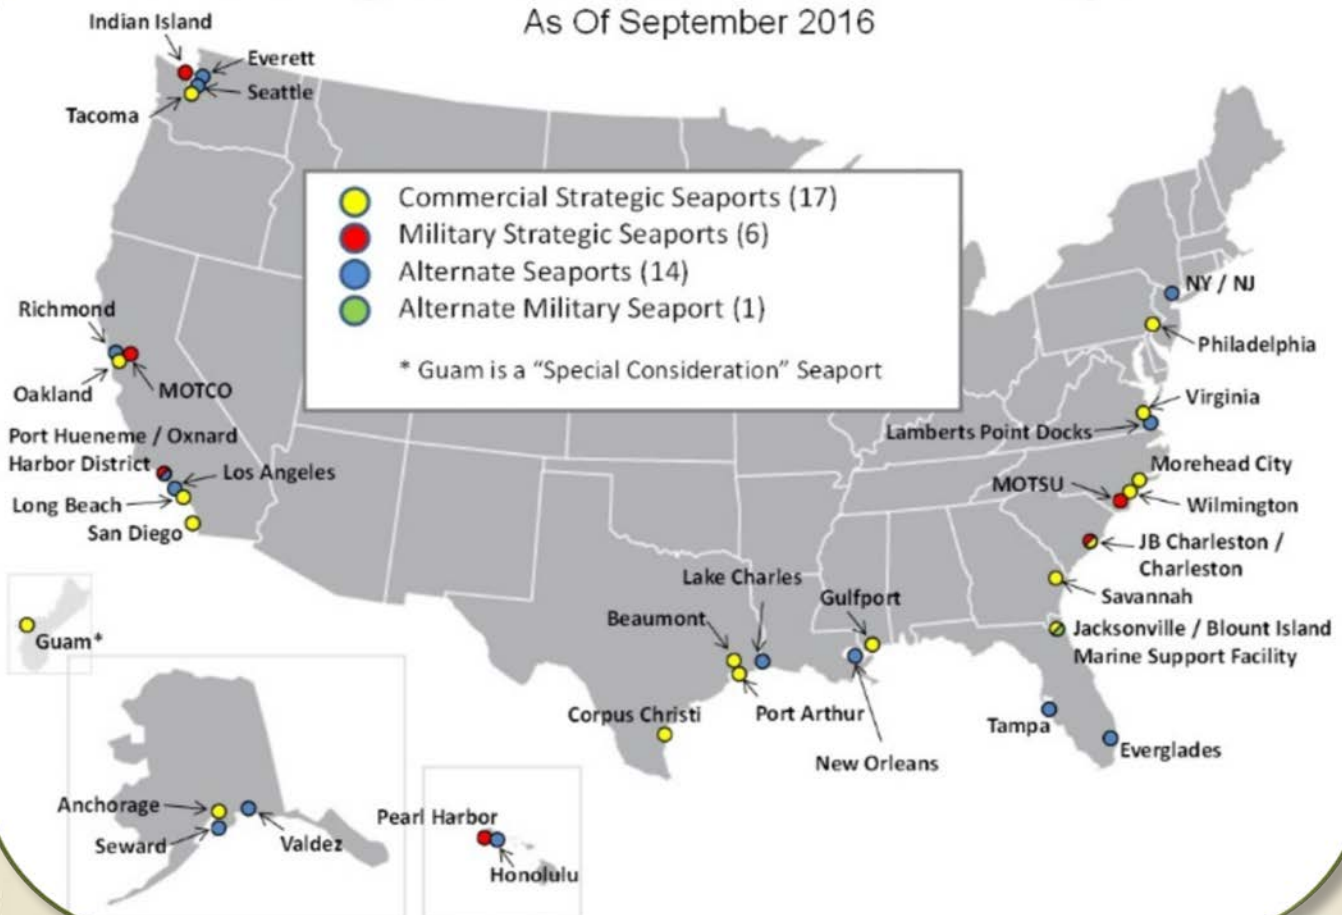 As Of September 2016
Indian Island
Everett
Seattle
Tacoma
Commercial Strategic Seaports (17)
Military Strategic Seaports (6)
Alternate Seaports (14)
Alternate Military Seaport (1)
* Guam is a “Special Consideration” Seaport
NY / NJ
Philadelphia
Virginia
Lamberts Point Docks
Richmond
Oakland
MOTCO
Port Hueneme / Oxnard
Harbor District
Los Angeles
Long Beach
San Diego
Morehead City
MOTSU
Wilmington
JB Charleston /
Charleston
Savannah
Jacksonville / Blount Island
Marine Support Facility
Lake Charles
Gulfport
Beaumont
Guam*
Corpus Christi
Port Arthur
New Orleans
Tampa
Everglades
Anchorage
Seward
Valdez
Pearl Harbor
Honolulu